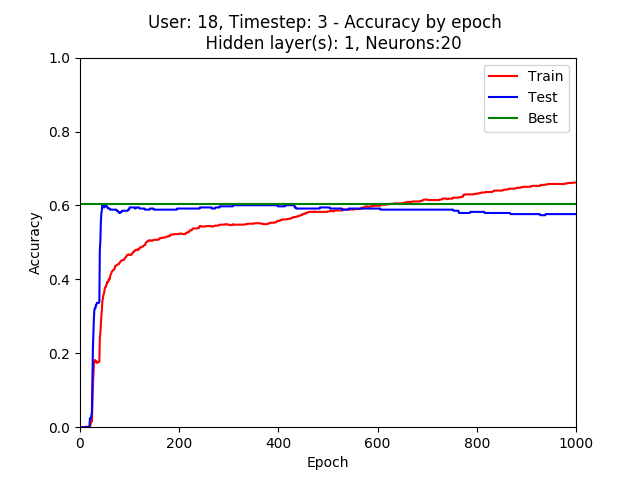 User: 18, Timestep: 3 - Accuracy by epoch
Hidden layer(s): 1, Neurons:20
1.0
0.8
0.6
0.4
0.2
0.0
Accuracy
Train
Test
Best
0 200 400 600 800 1000
Epoch